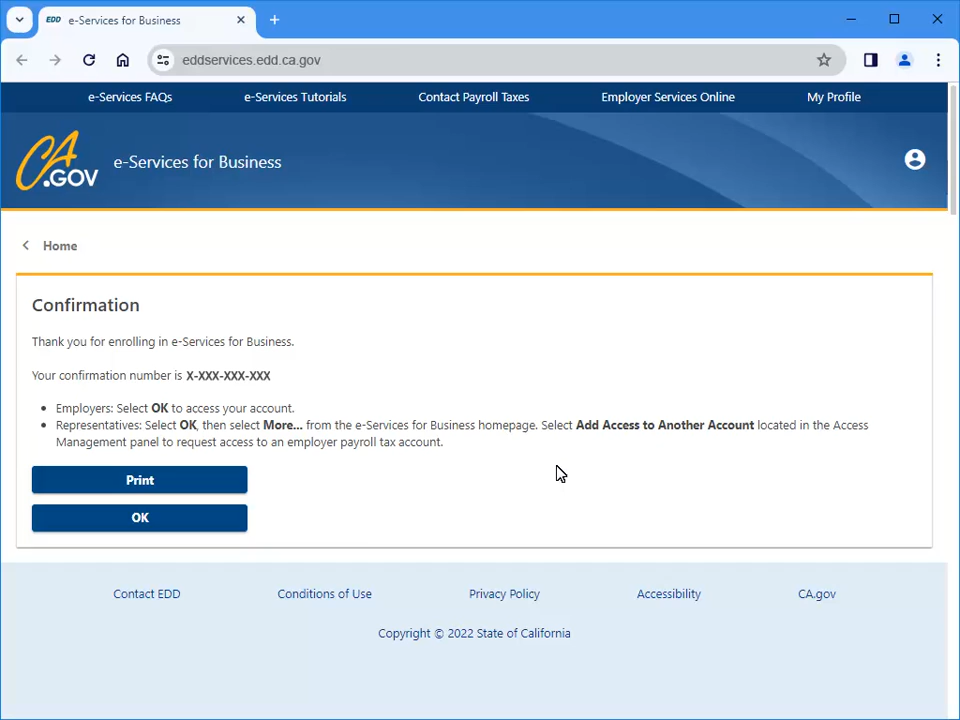 EDD e-Services for Business
eddservices.edd.ca.gov
e-Services FAQs e-Services Tutorials Contact Payroll Taxes Employer Services Online My Profile
CA.GOV e-Services for Business
Home
Confirmation
Thank you for enrolling in e-Services for Business.
Your confirmation number is X-XXX-XXX-XXX
• Employers: Select OK to access your account.
• Representatives: Select OK, then select More... from the e-Services for Business homepage. Select Add Access to Another Account located in the Access
Management panel to request access to an employer payroll tax account.
Print
OK
Contact EDD Conditions of Use Privacy Policy Accessibility CA.gov
Copyright © 2022 State of California